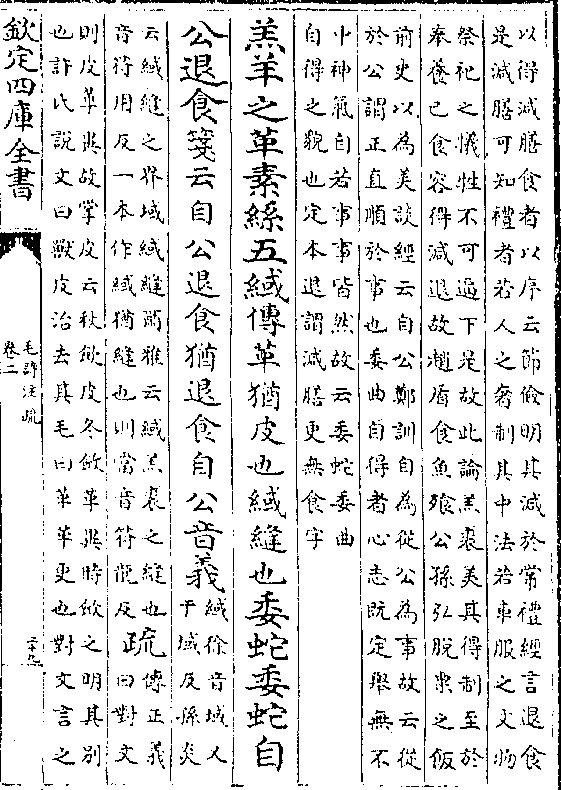 以得減膳食者以序云節儉明其減於常禮經言退食
是減膳可知禮者苦人之奢制其中法若車服之文物
祭祀之犧牲不可逼下是故此論羔裘美其得制至於
奉養已食容得減退故趙盾食魚飱公孫弘脫粟之飯
前史以為美談經云自公鄭訓自為從公為事故云從
於公謂正直順於事也委曲自得者心志既定舉無不
中神氣自若事事皆然故云委蛇委曲
自得之貌也定本退謂減膳更無食字
羔羊之革素絲五緎傳革猶皮也緎縫也委蛇委蛇自
公退食箋云自公退食猶退食自公音義
緎徐音域又
于域反孫炎
云緎縫之界域緎縫爾雅云緎羔裘之縫也
音符用反一本作緎猶縫也則當音符龍反
疏
傳正義
曰對文
則皮革異故掌皮云秋斂皮冬斂革異時斂之明其別
也許氏說文曰獸皮治去其毛曰革革更也對文言之
欽定四庫全書
毛詩注疏
卷二
二十九